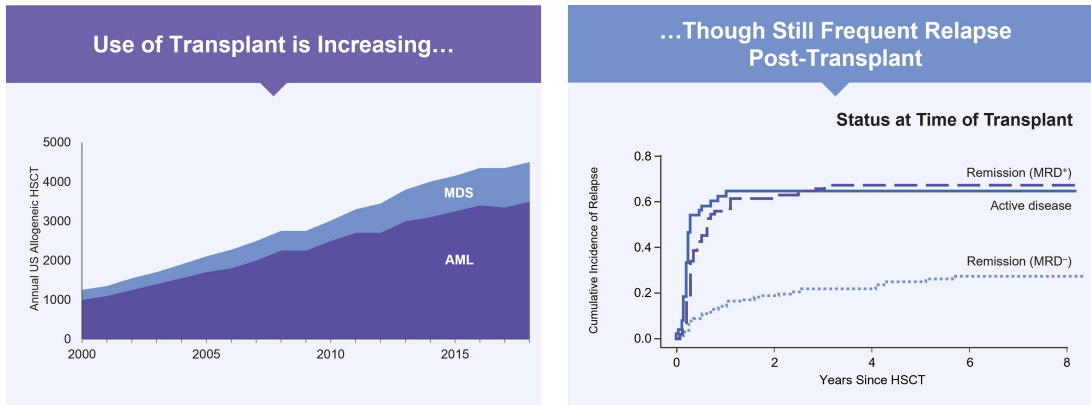 Use of Transplant is Increasing…
5000
4000
3000
2000
1000
0
Annual US Allogeneic HSCT
MDS
AML
2000
2005
2010
2015
…Though Still Frequent Relapse
Post-Transplant
Status at Time of Transplant
0.8
0.6
0.4
0.2
0.0
Cumulative Incidence of Relapse
Remission (MRD⁺)
Active disease
Remission (MRD⁻)
0
2
4
6
8
Years Since HSCT